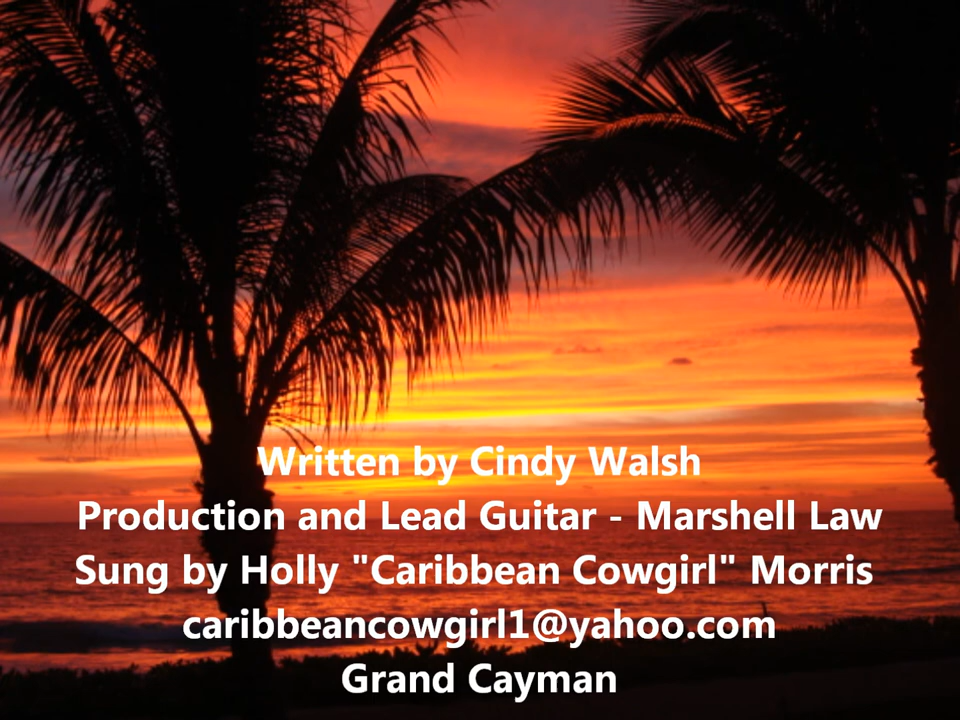 Written by Cindy Walsh
Production and Lead Guitar - Marshell Law
Sung by Holly "Caribbean Cowgirl" Morris
caribbeancowgirl1@yahoo.com
Grand Cayman